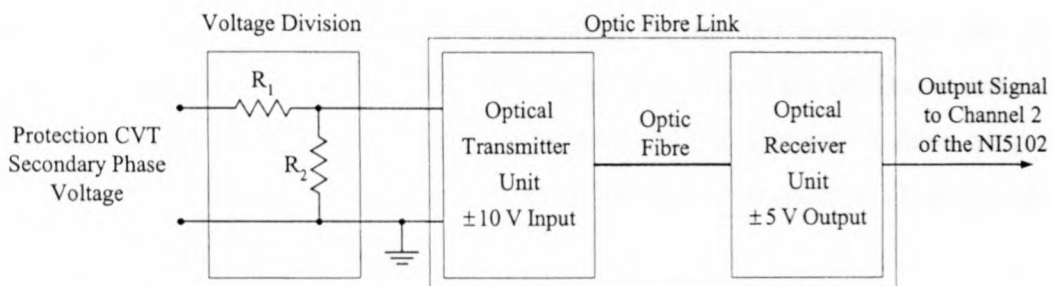 Voltage Division
Optic Fibre Link
R1
R2
Protection CVT
Secondary Phase
Voltage
Optical
Transmitter
Unit
±10 V Input
Optic
Fibre
Optical
Receiver
Unit
±5 V Output
Output Signal
to Channel 2
of the NI5102